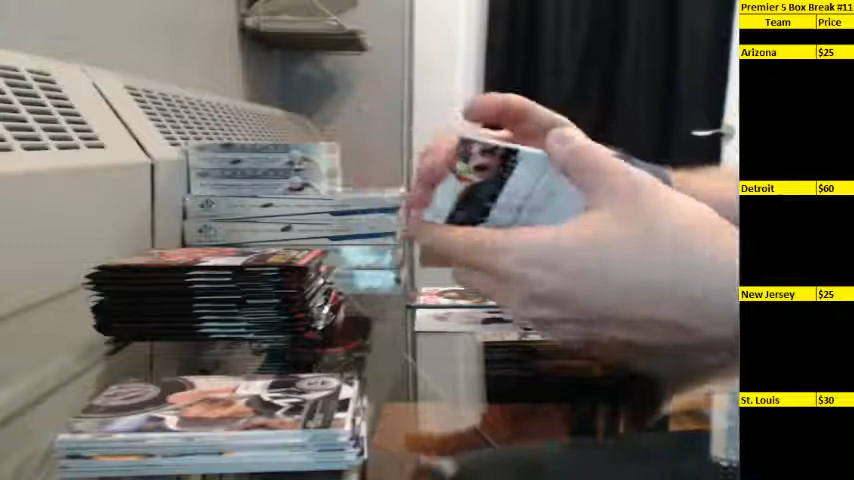 Premier 5 Box Break #11
Team Price
Arizona $25
Detroit $60
New Jersey $25
St. Louis $30